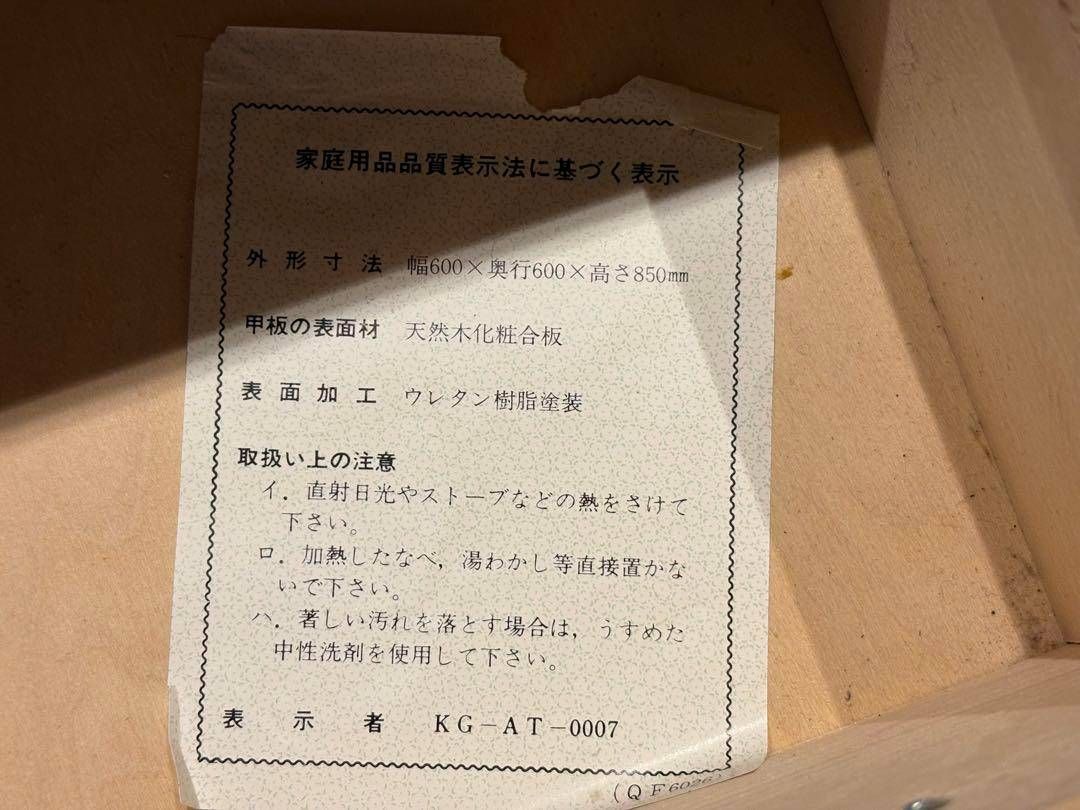 家庭用品品質表示法に基づく表示
外形寸法 幅600×奥行600×高さ850mm
甲板の表面材 天然木化粧合板
表面加工 ウレタン樹脂塗装
取扱い上の注意
イ. 直射日光やストーブなどの熱をさけて
下さい。
ロ. 加熱したなべ, 湯わかし等直接置かな
いで下さい。
ハ. 著しい汚れを落とす場合は, うすめた
中性洗剤を使用して下さい。
表示者 KG-AT-0007
(QF6026)